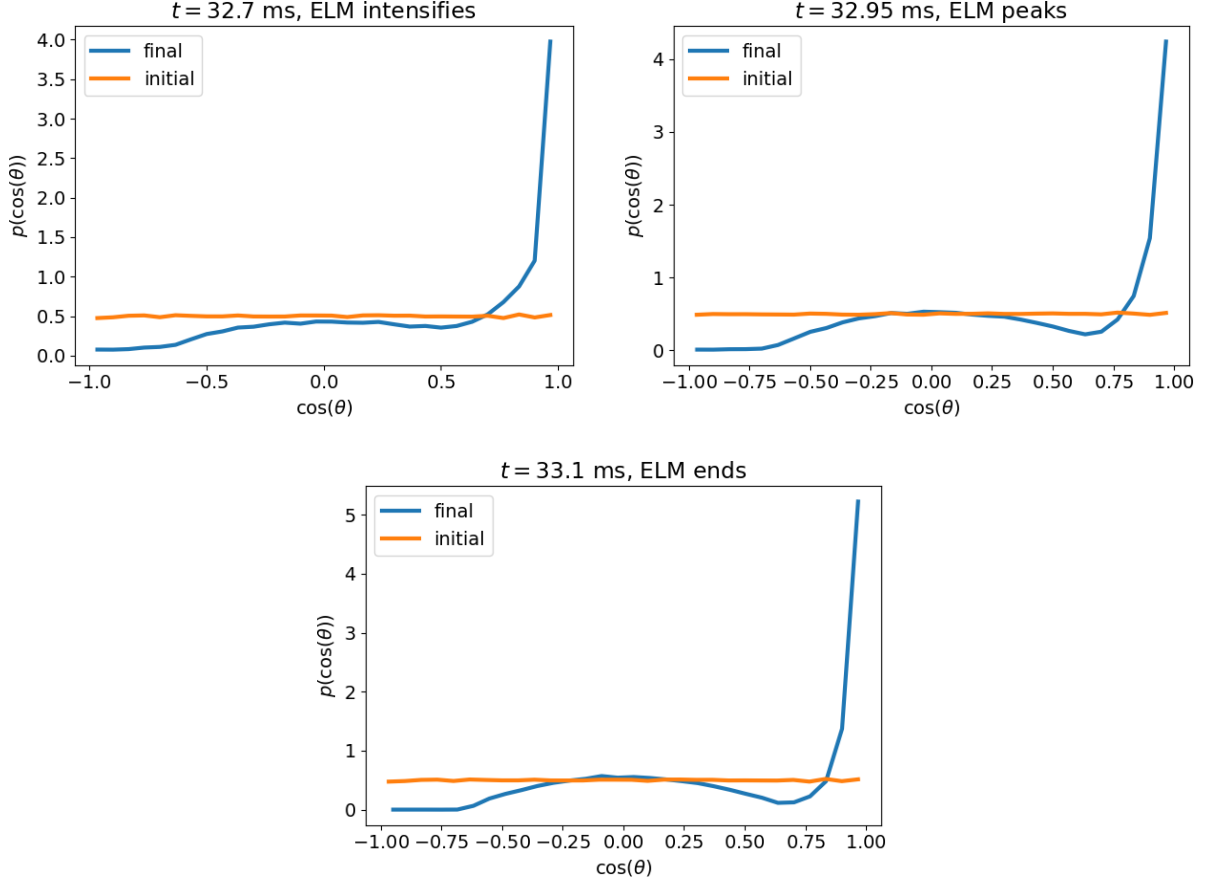 t = 32.7 ms, ELM intensifies
final
initial
4.0
3.5
3.0
2.5
2.0
1.5
1.0
0.5
0.0
p(cos(θ))
−1.0 −0.5 0.0 0.5 1.0
cos(θ)
t = 32.95 ms, ELM peaks
final
initial
4
3
2
1
0
p(cos(θ))
−1.00 −0.75 −0.50 −0.25 0.00 0.25 0.50 0.75 1.00
cos(θ)
t = 33.1 ms, ELM ends
final
initial
5
4
3
2
1
0
p(cos(θ))
−1.00 −0.75 −0.50 −0.25 0.00 0.25 0.50 0.75 1.00
cos(θ)